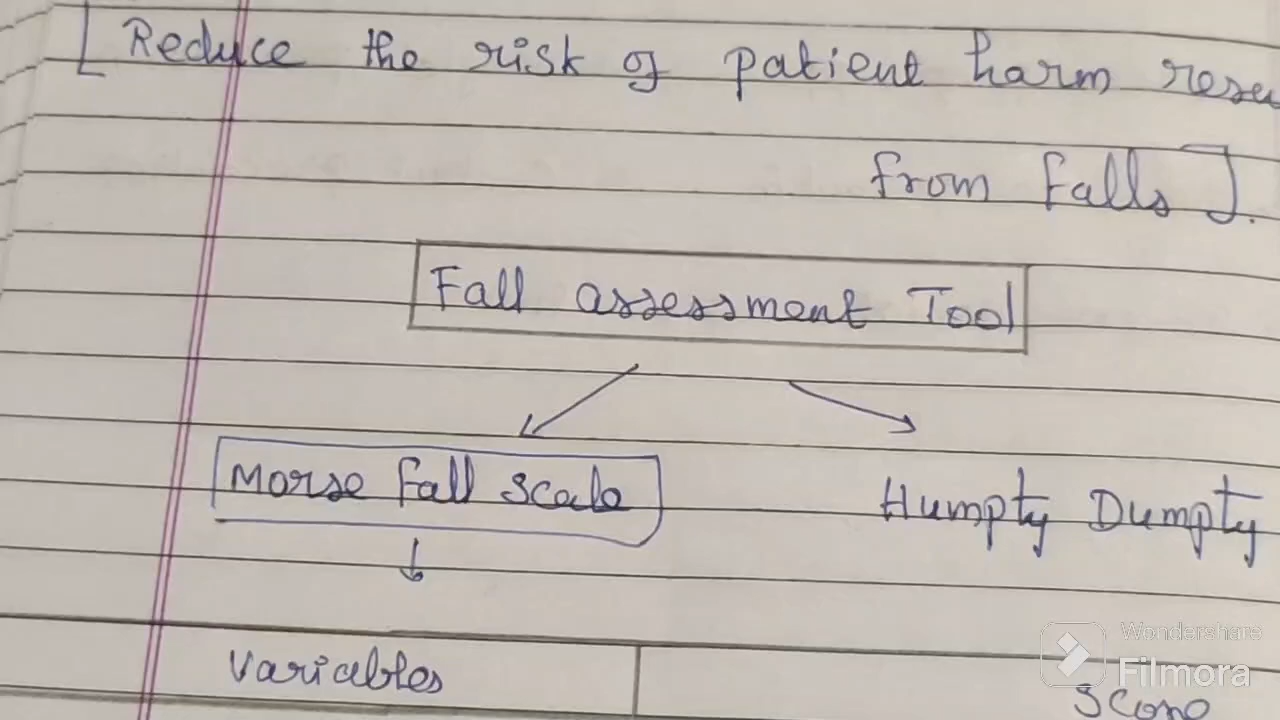 [Reduce the risk of patient harm resu
from Falls].
Fall assessment Tool
Morse Fall Scale
Humpty Dumpty
Variables
Score
Wondershare
Filmora